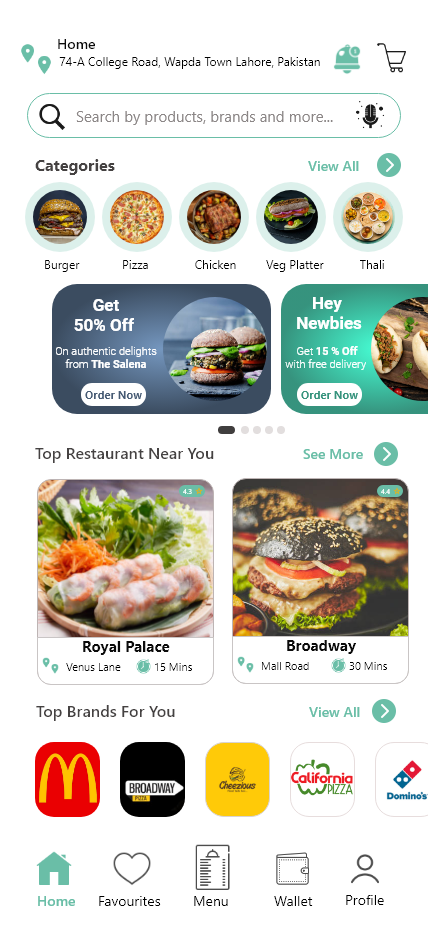 Home
74-A College Road, Wapda Town Lahore, Pakistan
Search by products, brands and more...
Categories
View All
Burger
Pizza
Chicken
Veg Platter
Thali
Get
50% Off
On authentic delights
from The Salena
Order Now
Hey
Newbies
Get 15 % Off
with free delivery
Order Now
Top Restaurant Near You
See More
4.3
Royal Palace
Venus Lane
15 Mins
4.4
Broadway
Mall Road
30 Mins
Top Brands For You
View All
BROADWAY
PIZZA
Cheezious
California
PIZZA
Domino's
Home
Favourites
Menu
Wallet
Profile